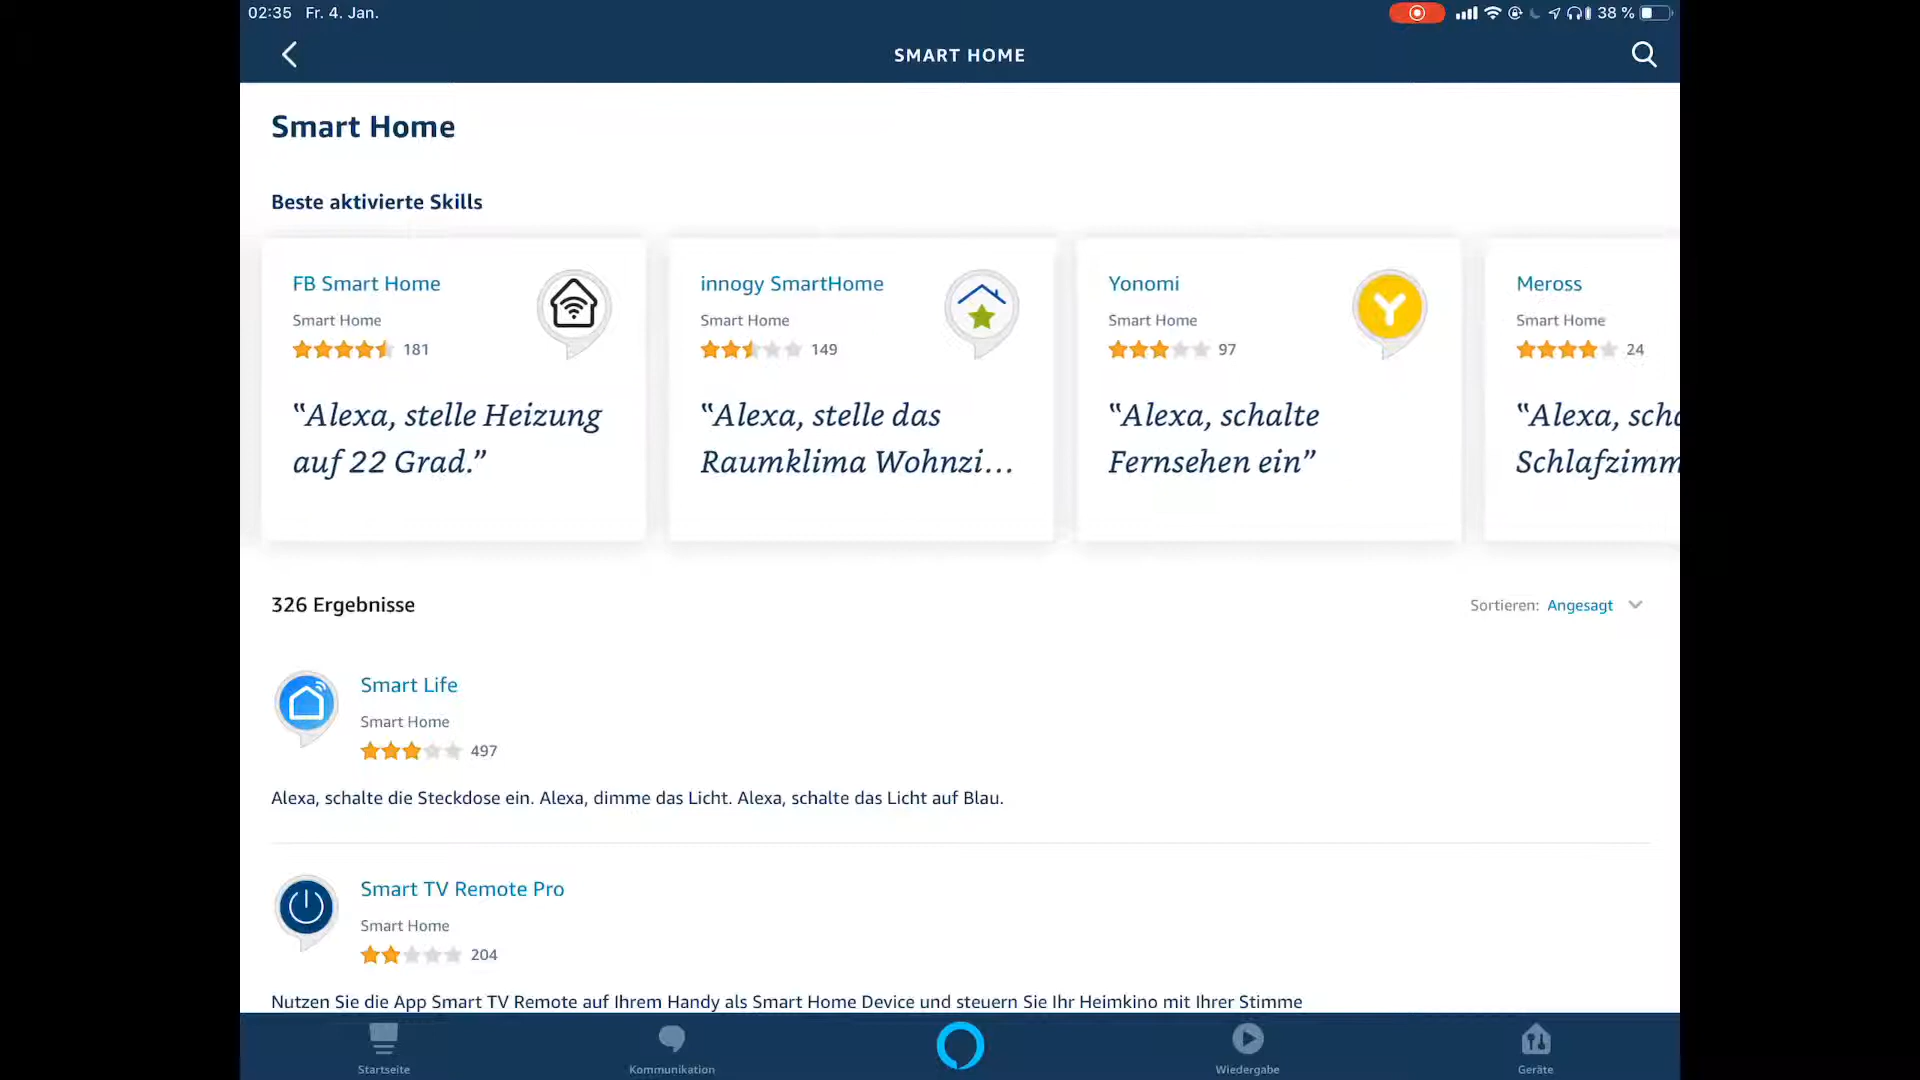 02:35 Fr. 4. Jan.
38 %
SMART HOME
Smart Home
Beste aktivierte Skills
FB Smart Home
Smart Home
181
"Alexa, stelle Heizung
auf 22 Grad.”
innogy SmartHome
Smart Home
149
"Alexa, stelle das
Raumklima Wohnzi...
Yonomi
Smart Home
97
"Alexa, schalte
Fernsehen ein”
Meross
Smart Home
24
"Alexa, scha
Schlafzimm
326 Ergebnisse
Sortieren: Angesagt
Smart Life
Smart Home
497
Alexa, schalte die Steckdose ein. Alexa, dimme das Licht. Alexa, schalte das Licht auf Blau.
Smart TV Remote Pro
Smart Home
204
Nutzen Sie die App Smart TV Remote auf Ihrem Handy als Smart Home Device und steuern Sie Ihr Heimkino mit Ihrer Stimme
Startseite
Kommunikation
Wiedergabe
Geräte